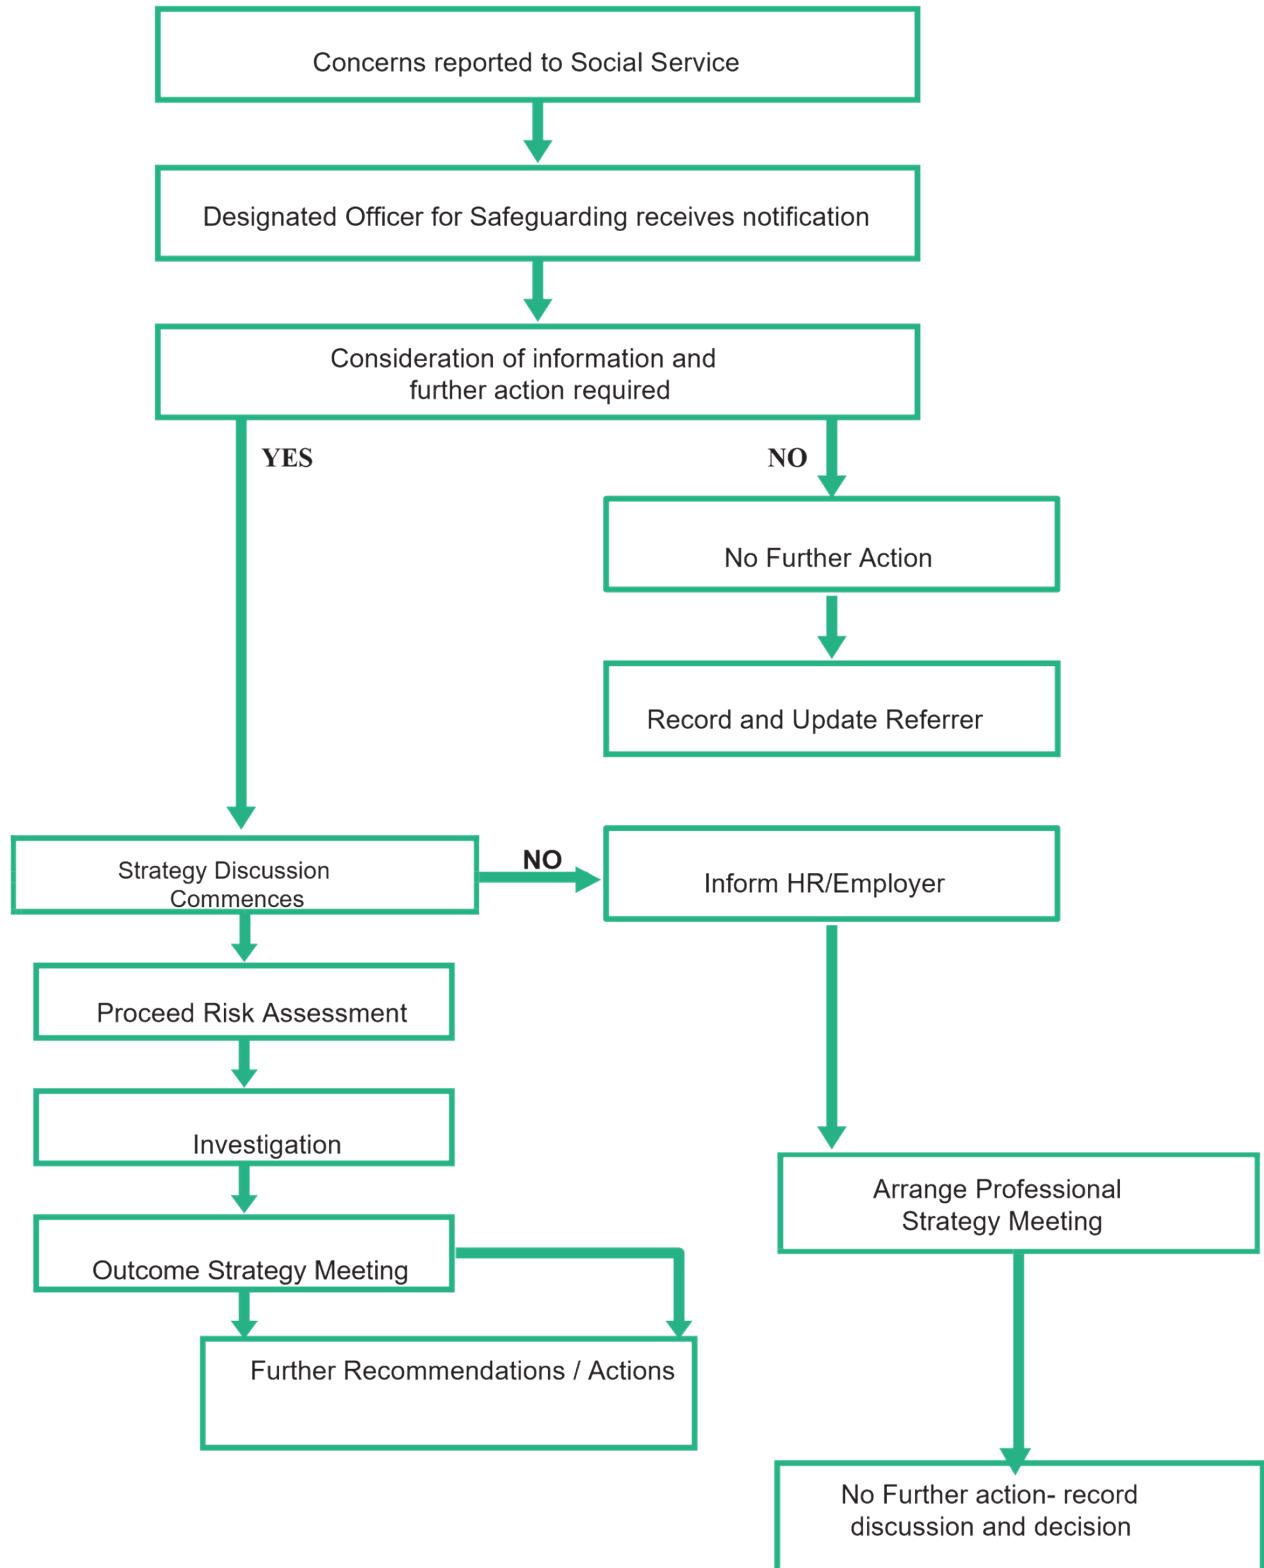 Concerns reported to Social Service
Designated Officer for Safeguarding receives notification
Consideration of information and
further action required
YES
NO
No Further Action
Record and Update Referrer
Strategy Discussion
Commences
NO
Inform HR/Employer
Proceed Risk Assessment
Investigation
Outcome Strategy Meeting
Further Recommendations / Actions
Arrange Professional
Strategy Meeting
No Further action- record
discussion and decision